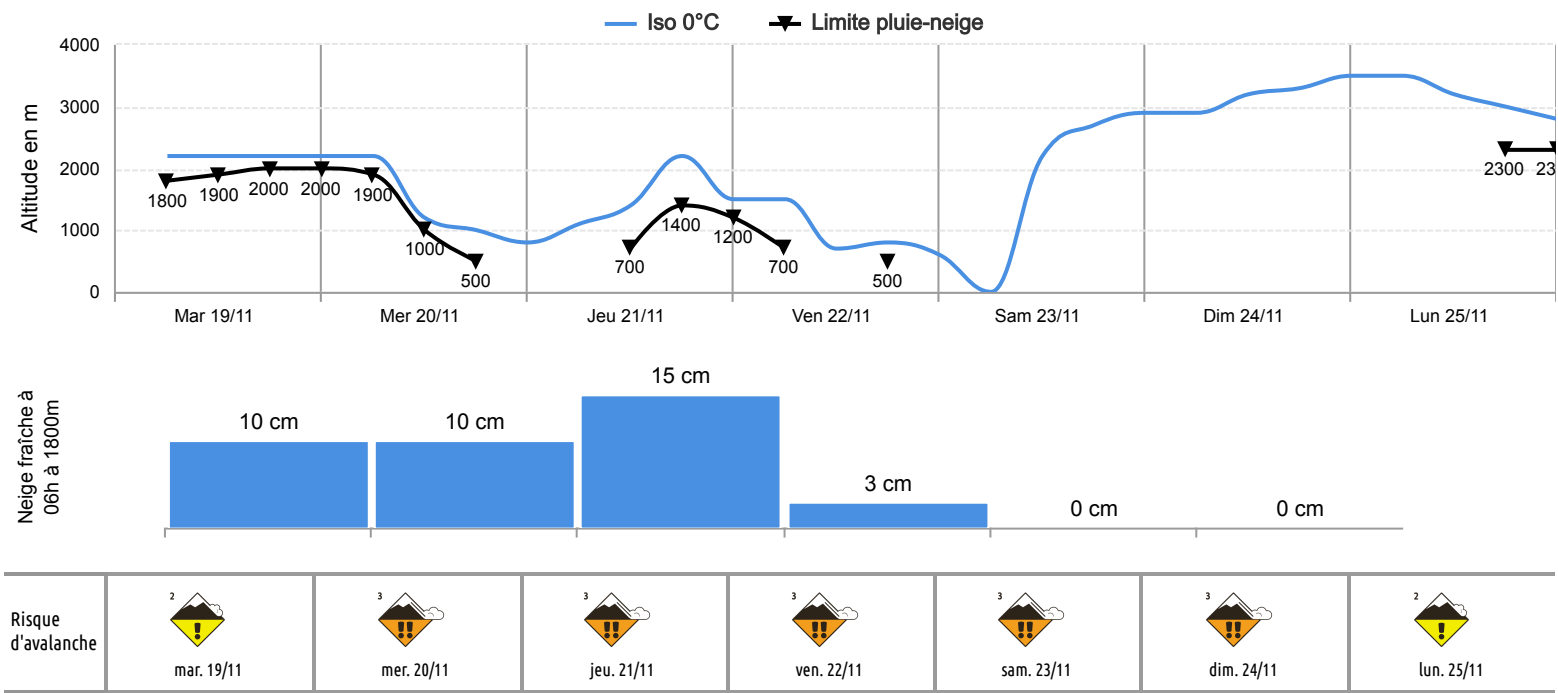 Iso 0°C Limite pluie-neige
Altitude en m
4000
3000
2000
1000
0
1800 1900 2000 2000 1900 1000 500 700 1400 1200 700 500 2300 23
Mar 19/11 Mer 20/11 Jeu 21/11 Ven 22/11 Sam 23/11 Dim 24/11 Lun 25/11
Neige fraîche à
06h à 1800m
10 cm 10 cm 15 cm 3 cm 0 cm 0 cm
Risque
d'avalanche
2 3 3 3 3 3 2
! !! !! !! !! !! !
mar. 19/11 mer. 20/11 jeu. 21/11 ven. 22/11 sam. 23/11 dim. 24/11 lun. 25/11